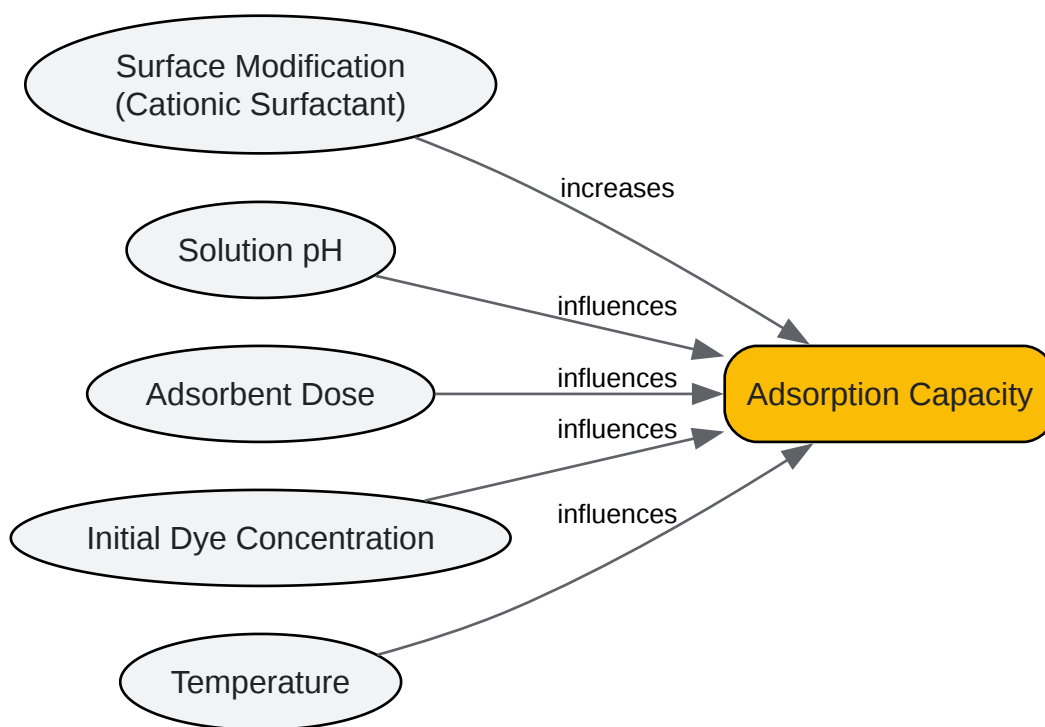 Surface Modification
(Cationic Surfactant)
increases
Solution pH
influences
Adsorbent Dose
influences
Adsorption Capacity
influences
Initial Dye Concentration
influences
Temperature